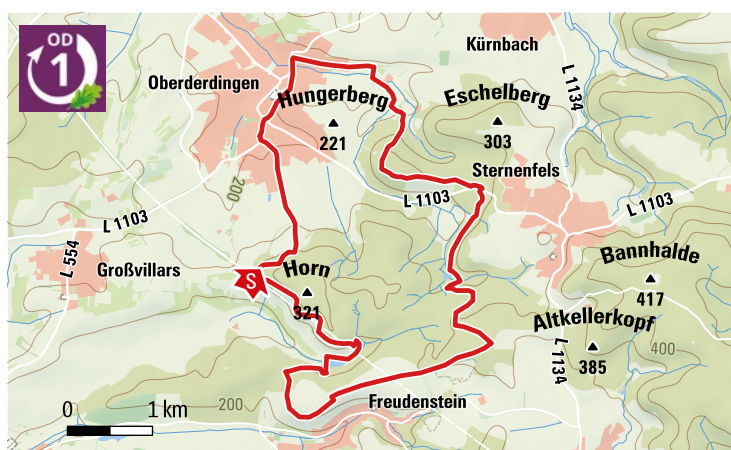 OD
1
Kürnbach
Oberderdingen
L 1134
Hungerberg
221
Eschelberg
303
Sternenfels
200
L 1103
L 1103
L 1103
L 554
Großvillars
S
Horn
321
Bannhalde
417
Altkellerkopf
385
400
L 1134
0 1 km
200
Freudenstein